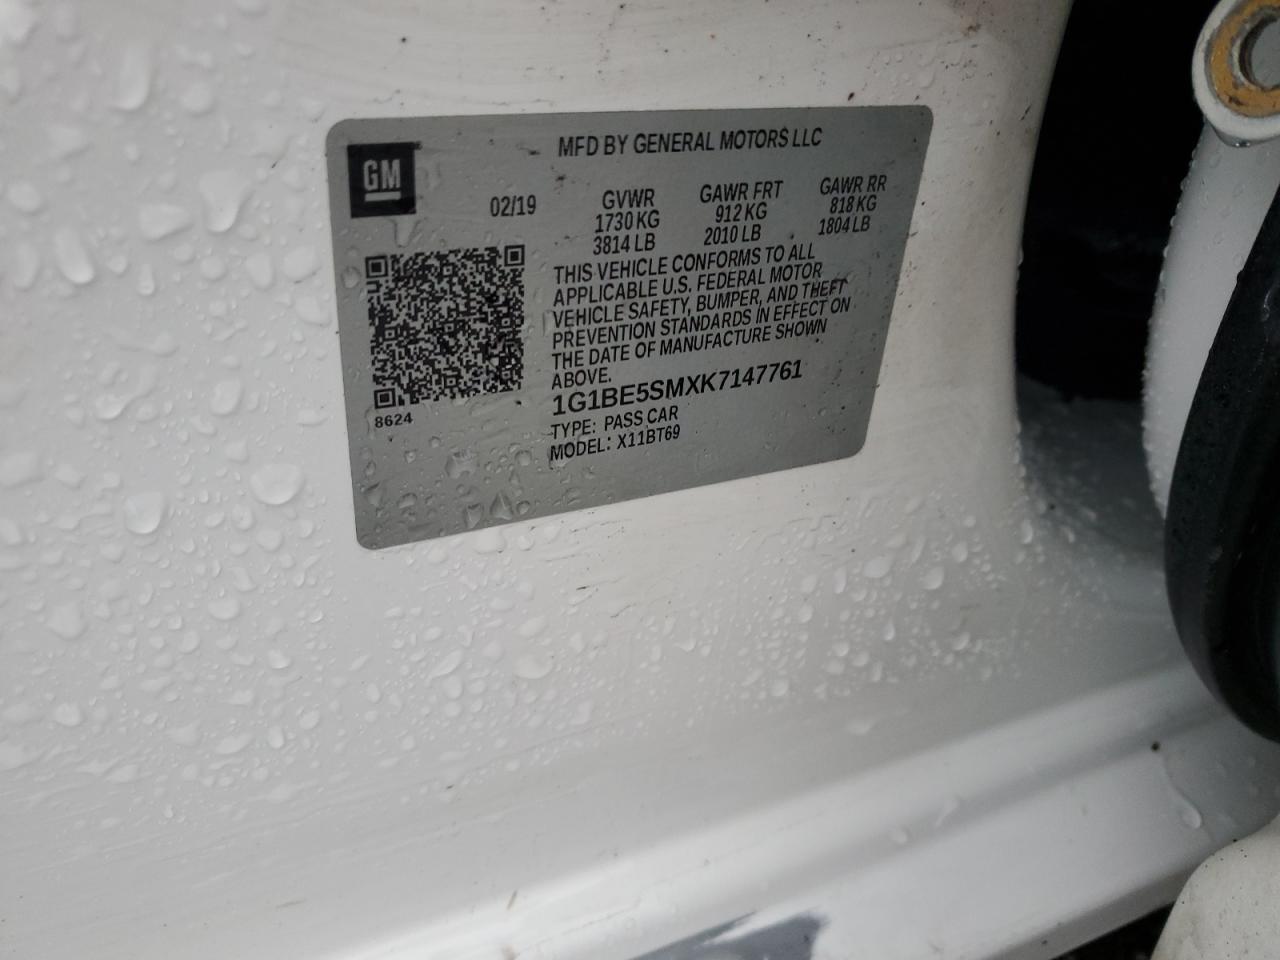 MFD BY GENERAL MOTORS LLC
GM
02/19
GVWR
1730 KG
3814 LB
GAWR FRT
912 KG
2010 LB
GAWR RR
818 KG
1804 LB
THIS VEHICLE CONFORMS TO ALL
APPLICABLE U.S. FEDERAL MOTOR
VEHICLE SAFETY, BUMPER, AND THEFT
PREVENTION STANDARDS IN EFFECT ON
THE DATE OF MANUFACTURE SHOWN
ABOVE.
1G1BE5SMXK7147761
TYPE: PASS CAR
MODEL: X11BT69
8624